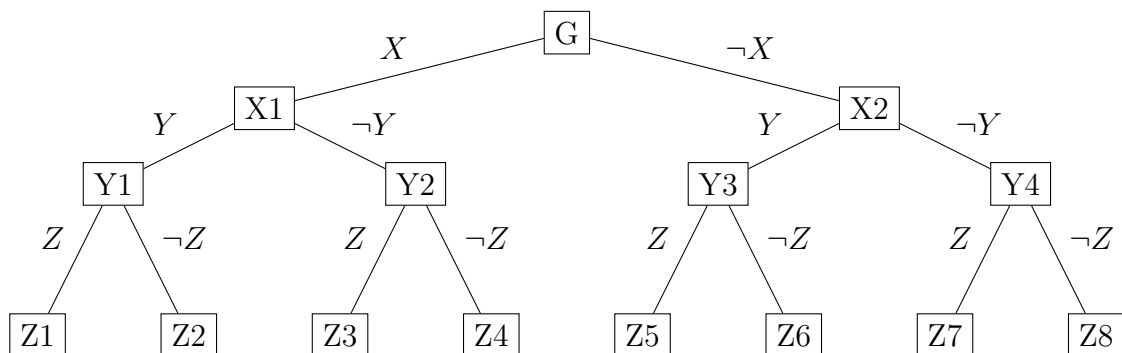 G
X ¬X
X1 X2
Y ¬Y Y ¬Y
Y1 Y2 Y3 Y4
Z ¬Z Z ¬Z Z ¬Z Z ¬Z
Z1 Z2 Z3 Z4 Z5 Z6 Z7 Z8